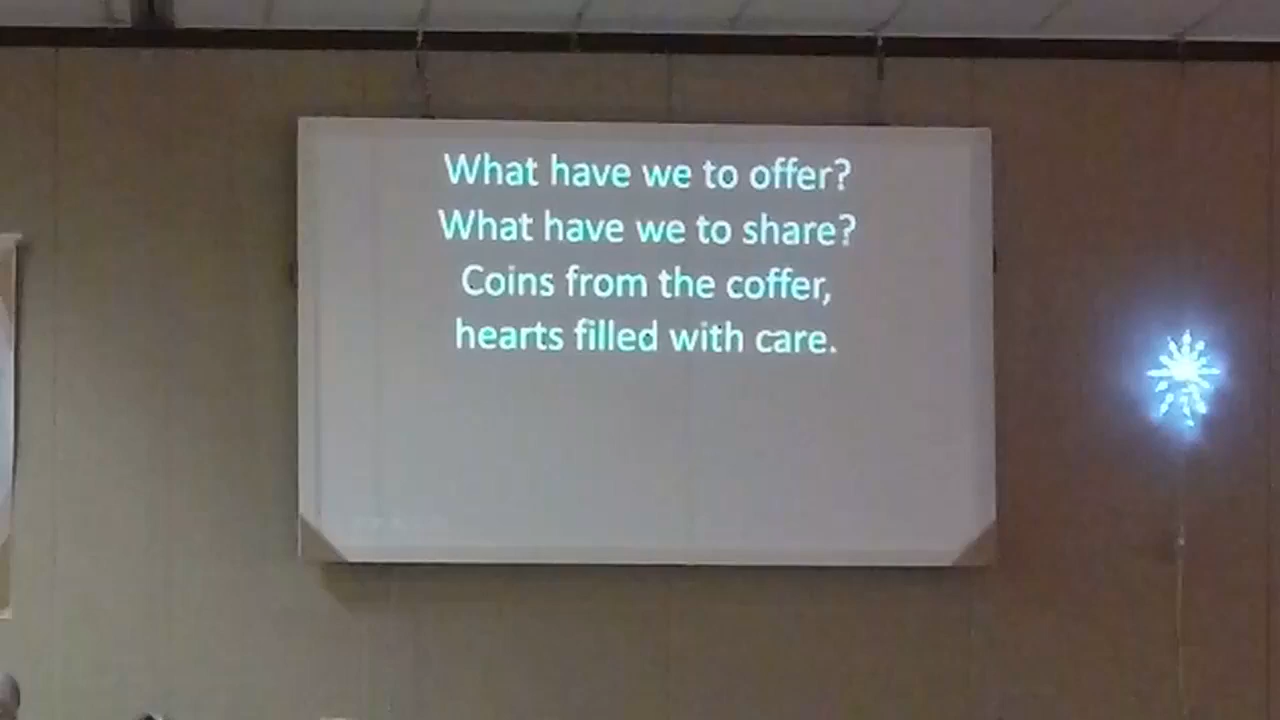 What have we to offer?
What have we to share?
Coins from the coffer,
hearts filled with care.